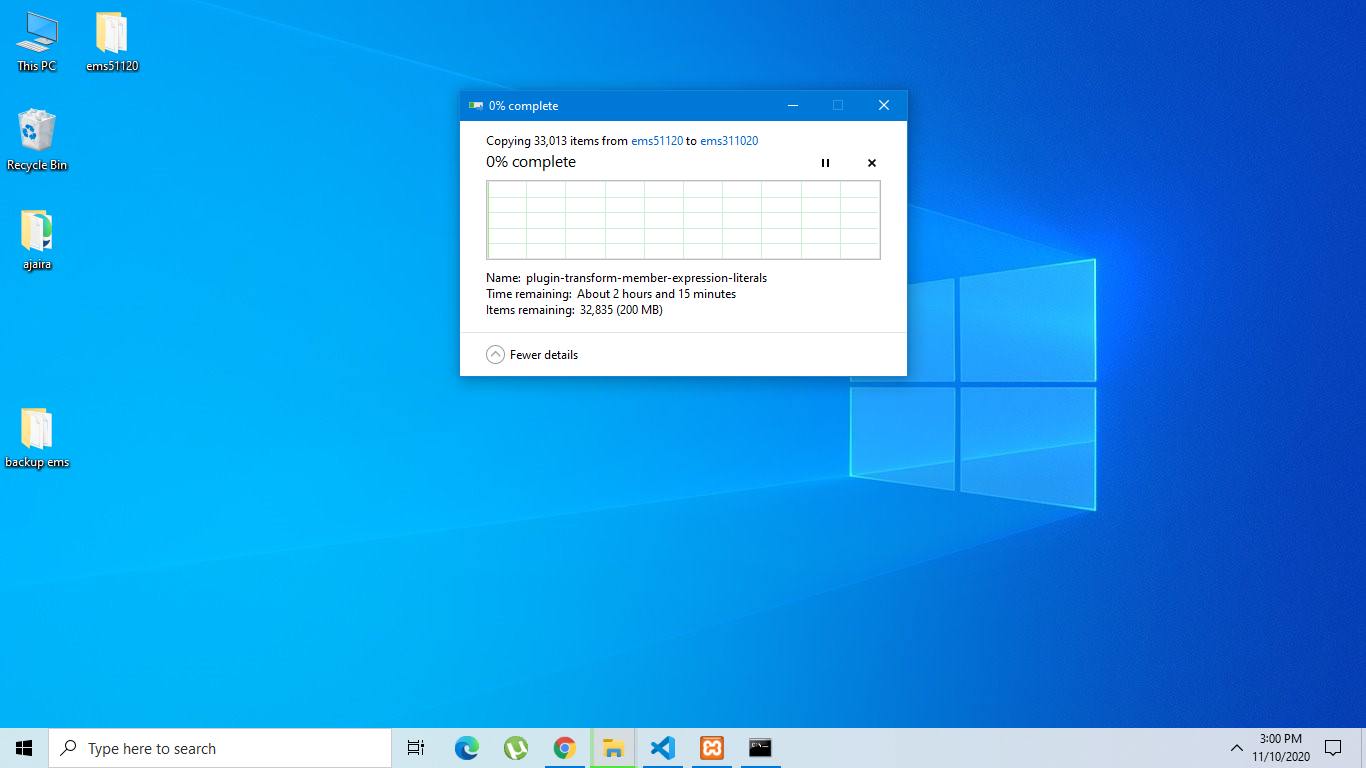 This PC
ems51120
Recycle Bin
ajaira
backup ems
0% complete
Copying 33,013 items from ems51120 to ems311020
0% complete
Name: plugin-transform-member-expression-literals
Time remaining: About 2 hours and 15 minutes
Items remaining: 32,835 (200 MB)
Fewer details
Type here to search
3:00 PM
11/10/2020